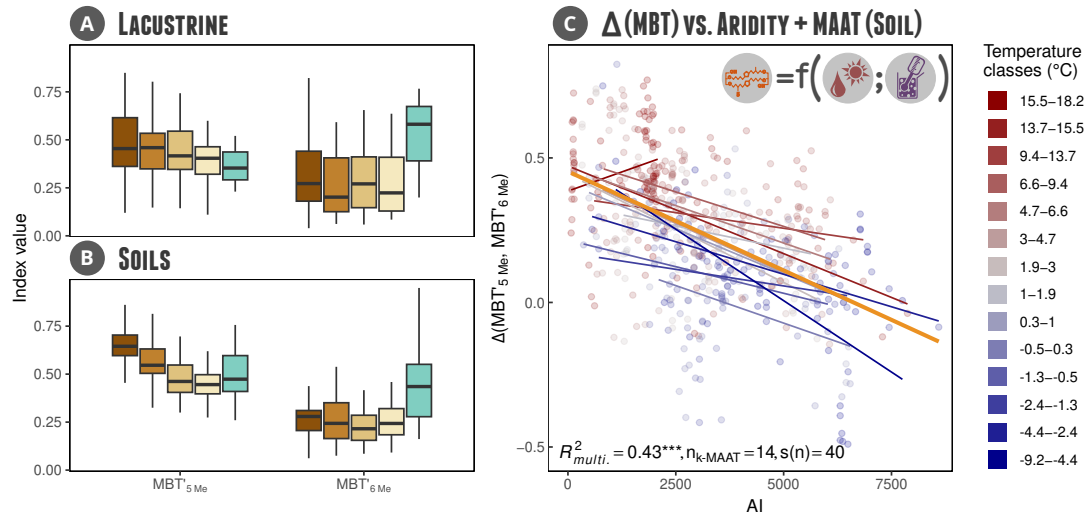 A LACUSTRINE
Index value
0.75
0.50
0.25
0.00
B SOILS
0.75
0.50
0.25
0.00
MBT'5 Me MBT'6 Me
C Δ(MBT) VS. ARIDITY + MAAT (SOIL)
=f( ; )
Δ(MBT'5 Me, MBT'6 Me)
0.5
0.0
−0.5
R²multi. = 0.43***, nk-MAAT = 14, s(n) = 40
0 2500 5000 7500
AI
Temperature
classes (°C)
15.5–18.2
13.7–15.5
9.4–13.7
6.6–9.4
4.7–6.6
3–4.7
1.9–3
1–1.9
0.3–1
-0.5–0.3
-1.3–-0.5
-2.4–-1.3
-4.4–-2.4
-9.2–-4.4